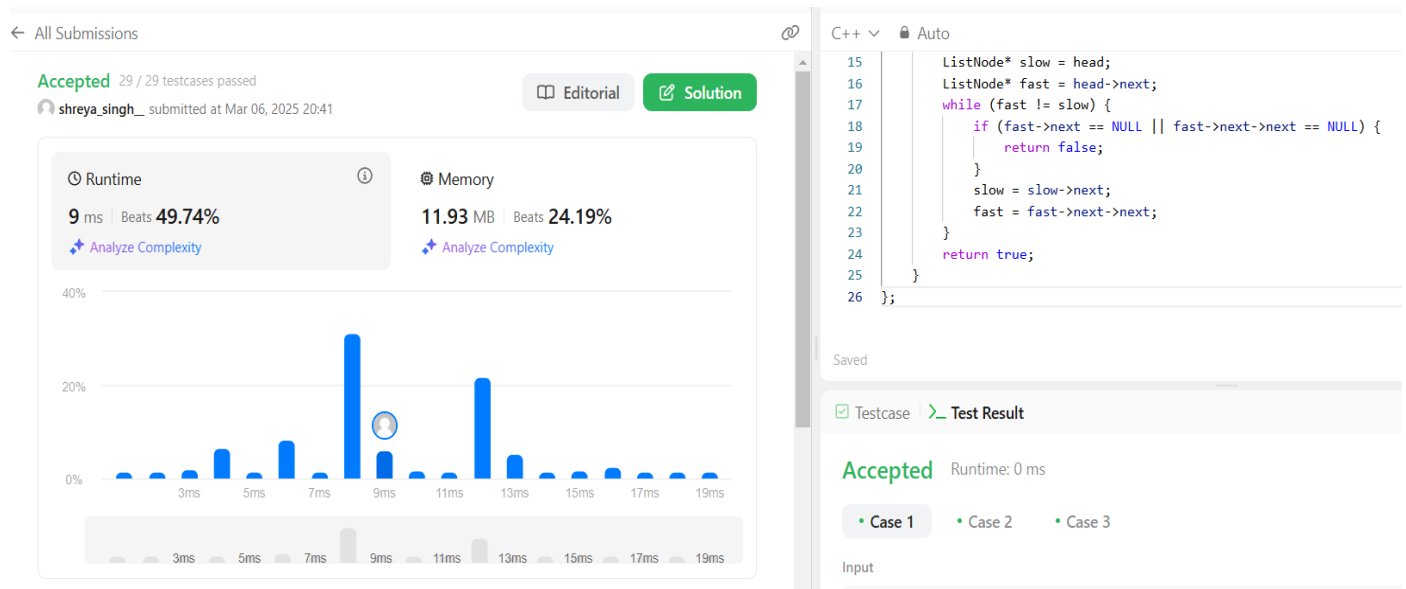 All Submissions
Accepted 29 / 29 testcases passed
shreya_singh__ submitted at Mar 06, 2025 20:41
Editorial
Solution
Runtime
9 ms Beats 49.74%
Analyze Complexity
Memory
11.93 MB Beats 24.19%
Analyze Complexity
40%
20%
0%
3ms 5ms 7ms 9ms 11ms 13ms 15ms 17ms 19ms
3ms 5ms 7ms 9ms 11ms 13ms 15ms 17ms 19ms
C++ Auto
15 ListNode* slow = head;
16 ListNode* fast = head->next;
17 while (fast != slow) {
18 if (fast->next == NULL || fast->next->next == NULL) {
19 return false;
20 }
21 slow = slow->next;
22 fast = fast->next->next;
23 }
24 return true;
25 }
26 };
Saved
Testcase Test Result
Accepted Runtime: 0 ms
Case 1 Case 2 Case 3
Input